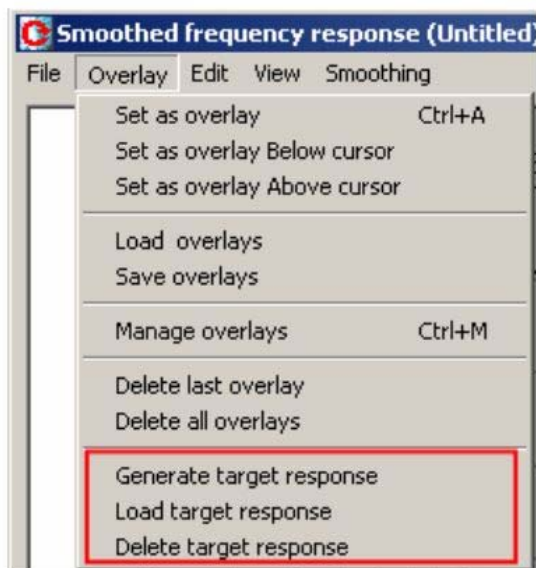 Smoothed frequency response (Untitled)
File Overlay Edit View Smoothing
Set as overlay Ctrl+A
Set as overlay Below cursor
Set as overlay Above cursor
Load overlays
Save overlays
Manage overlays Ctrl+M
Delete last overlay
Delete all overlays
Generate target response
Load target response
Delete target response